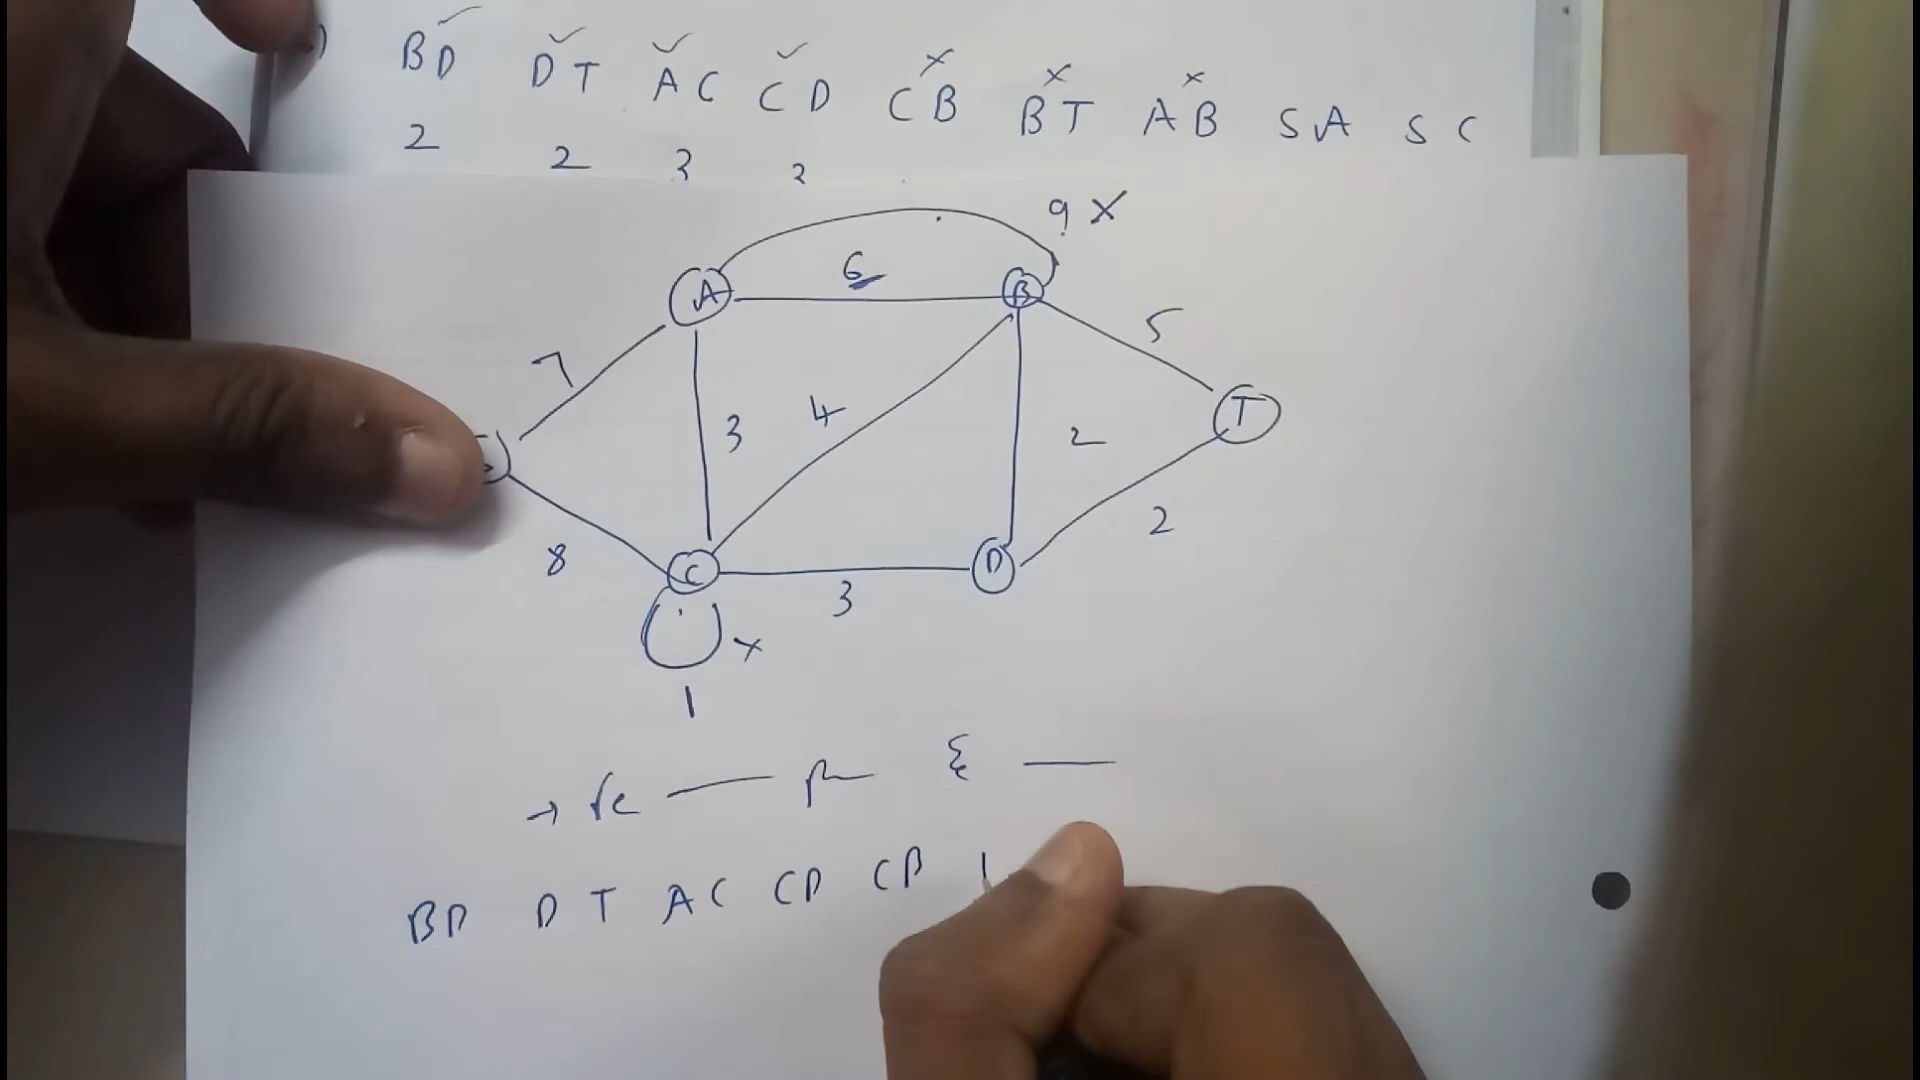 BD DT AC CD CB BT AB SA SC
2 2 3 3
9 X
A 6 B
7 5
3 4 2 T
8 C 3 D 2
x
1
BD DT AC CD CB